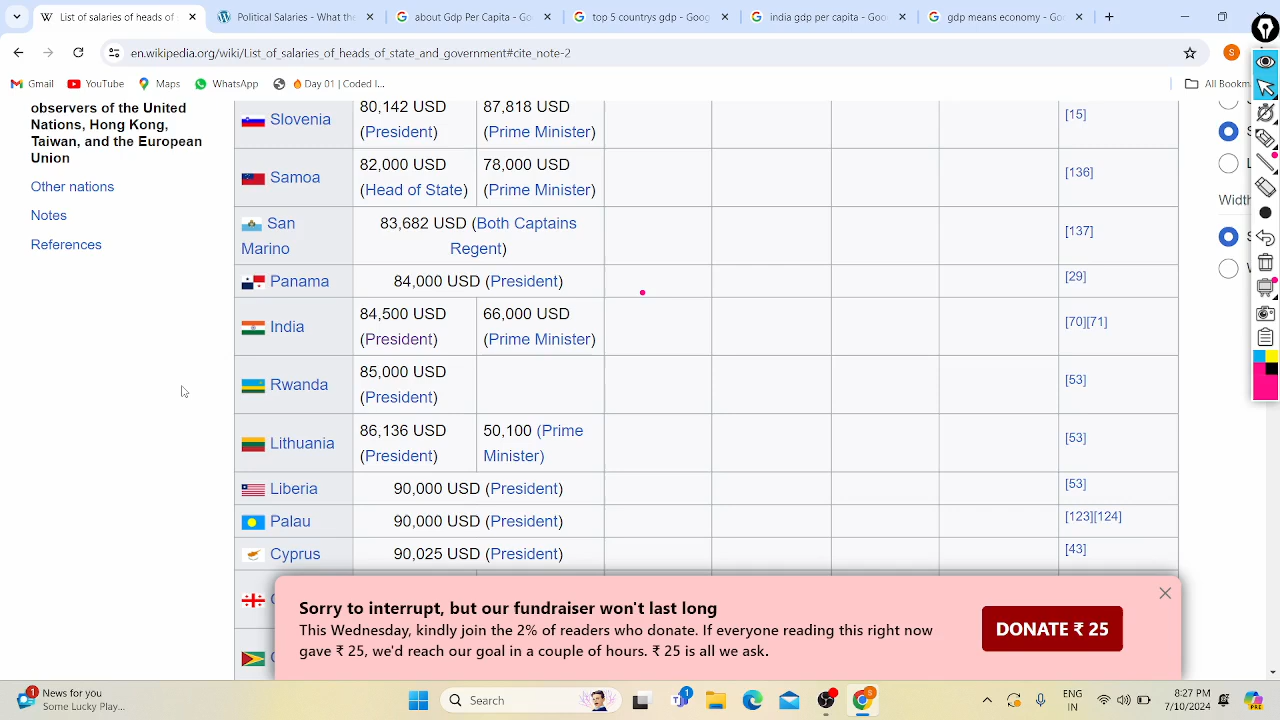 W List of salaries of heads of
Political Salaries - What the
about Gdp Per Capita - Go
top 5 countrys gdp - Goo
india gdp per capita - Goo
gdp means economy - Goo
en.wikipedia.org/wiki/List_of_salaries_of_heads_of_state_and_government#cite_note-2
S
Gmail
YouTube
Maps
WhatsApp
Day 01 | Coded I...
All Bookm
observers of the United
Nations, Hong Kong,
Taiwan, and the European
Union
Other nations
Notes
References
Slovenia
80,142 USD
(President)
87,818 USD
(Prime Minister)
[15]
Samoa
82,000 USD
(Head of State)
78,000 USD
(Prime Minister)
[136]
San
Marino
83,682 USD (Both Captains
Regent)
[137]
Panama
84,000 USD (President)
[29]
India
84,500 USD
(President)
66,000 USD
(Prime Minister)
[70][71]
Rwanda
85,000 USD
(President)
[53]
Lithuania
86,136 USD
(President)
50,100 (Prime
Minister)
[53]
Liberia
90,000 USD (President)
[53]
Palau
90,000 USD (President)
[123][124]
Cyprus
90,025 USD (President)
[43]
Width
Sorry to interrupt, but our fundraiser won't last long
This Wednesday, kindly join the 2% of readers who donate. If everyone reading this right now
gave ₹ 25, we'd reach our goal in a couple of hours. ₹ 25 is all we ask.
DONATE ₹ 25
1
News for you
Some Lucky Play...
Search
1
S
ENG
IN
8:27 PM
7/10/2024
PRE